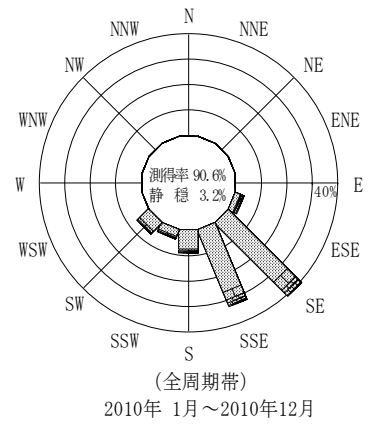 N
NNW NNE
NW NE
WNW ENE
測得率 90.6%
W 40% E
静 穏 3.2%
WSW ESE
SW SE
SSW SSE
S
(全周期帯)
2010年 1月～2010年12月